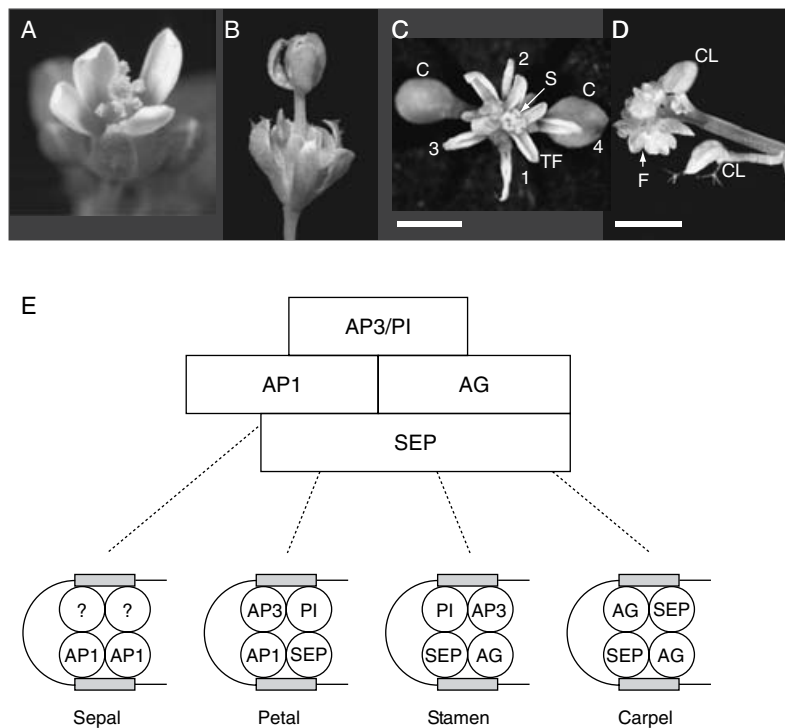 A
B
C
D
C
2
S
C
3
TF
4
1
CL
F
CL
E
AP3/PI
AP1
AG
SEP
? ?
AP1 AP1
AP3 PI
AP1 SEP
PI AP3
SEP AG
AG SEP
SEP AG
Sepal
Petal
Stamen
Carpel